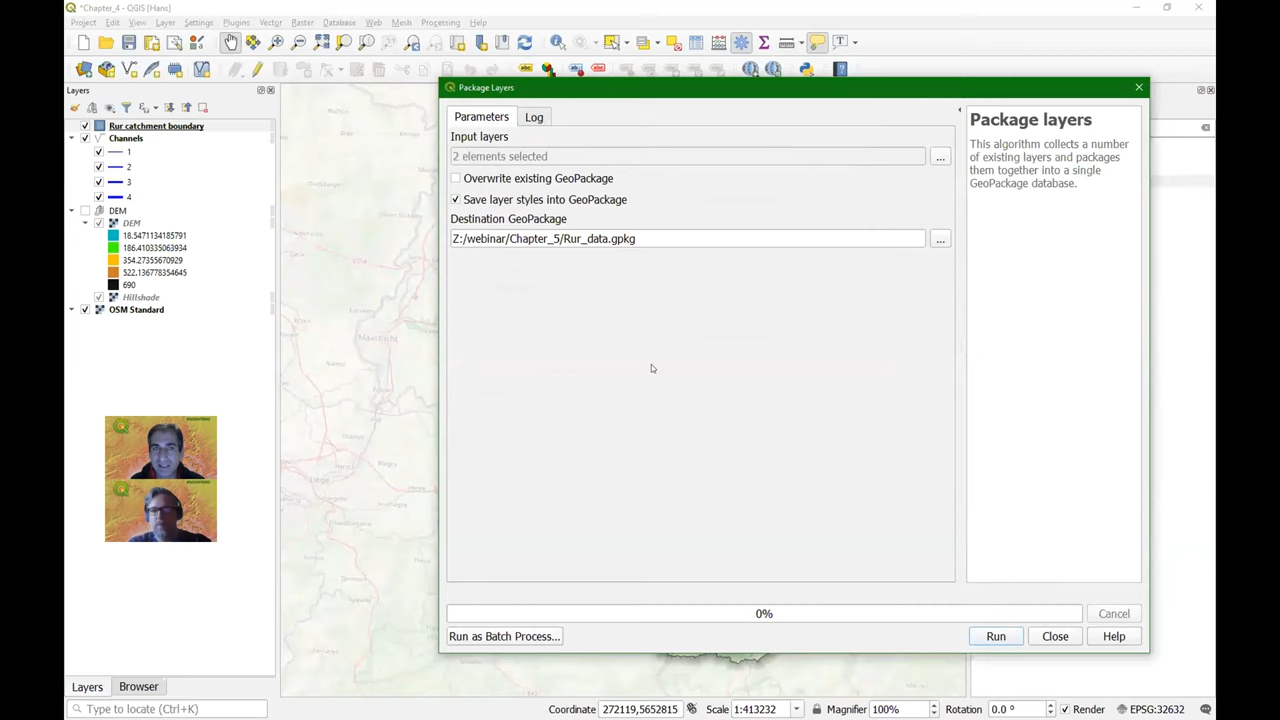 *Chapter_4 - QGIS [Hans]
Project Edit View Layer Settings Plugins Vector Raster Database Web Mesh Processing Help
Layers
Rur catchment boundary
Channels
1
2
3
4
DEM
DEM
18.5471134185791
186.410335063934
354.27355670929
522.136778354645
690
Hillshade
OSM Standard
Package Layers
Parameters Log
Input layers
2 elements selected
...
Overwrite existing GeoPackage
Save layer styles into GeoPackage
Destination GeoPackage
Z:/webinar/Chapter_5/Rur_data.gpkg
...
Package layers
This algorithm collects a number
of existing layers and packages
them together into a single
GeoPackage database.
0%
Cancel
Run as Batch Process...
Run Close Help
Maastricht
Liège
Layers Browser
Type to locate (Ctrl+K)
Coordinate 272119,5652815 Scale 1:413232 Magnifier 100% Rotation 0.0 ° Render EPSG:32632